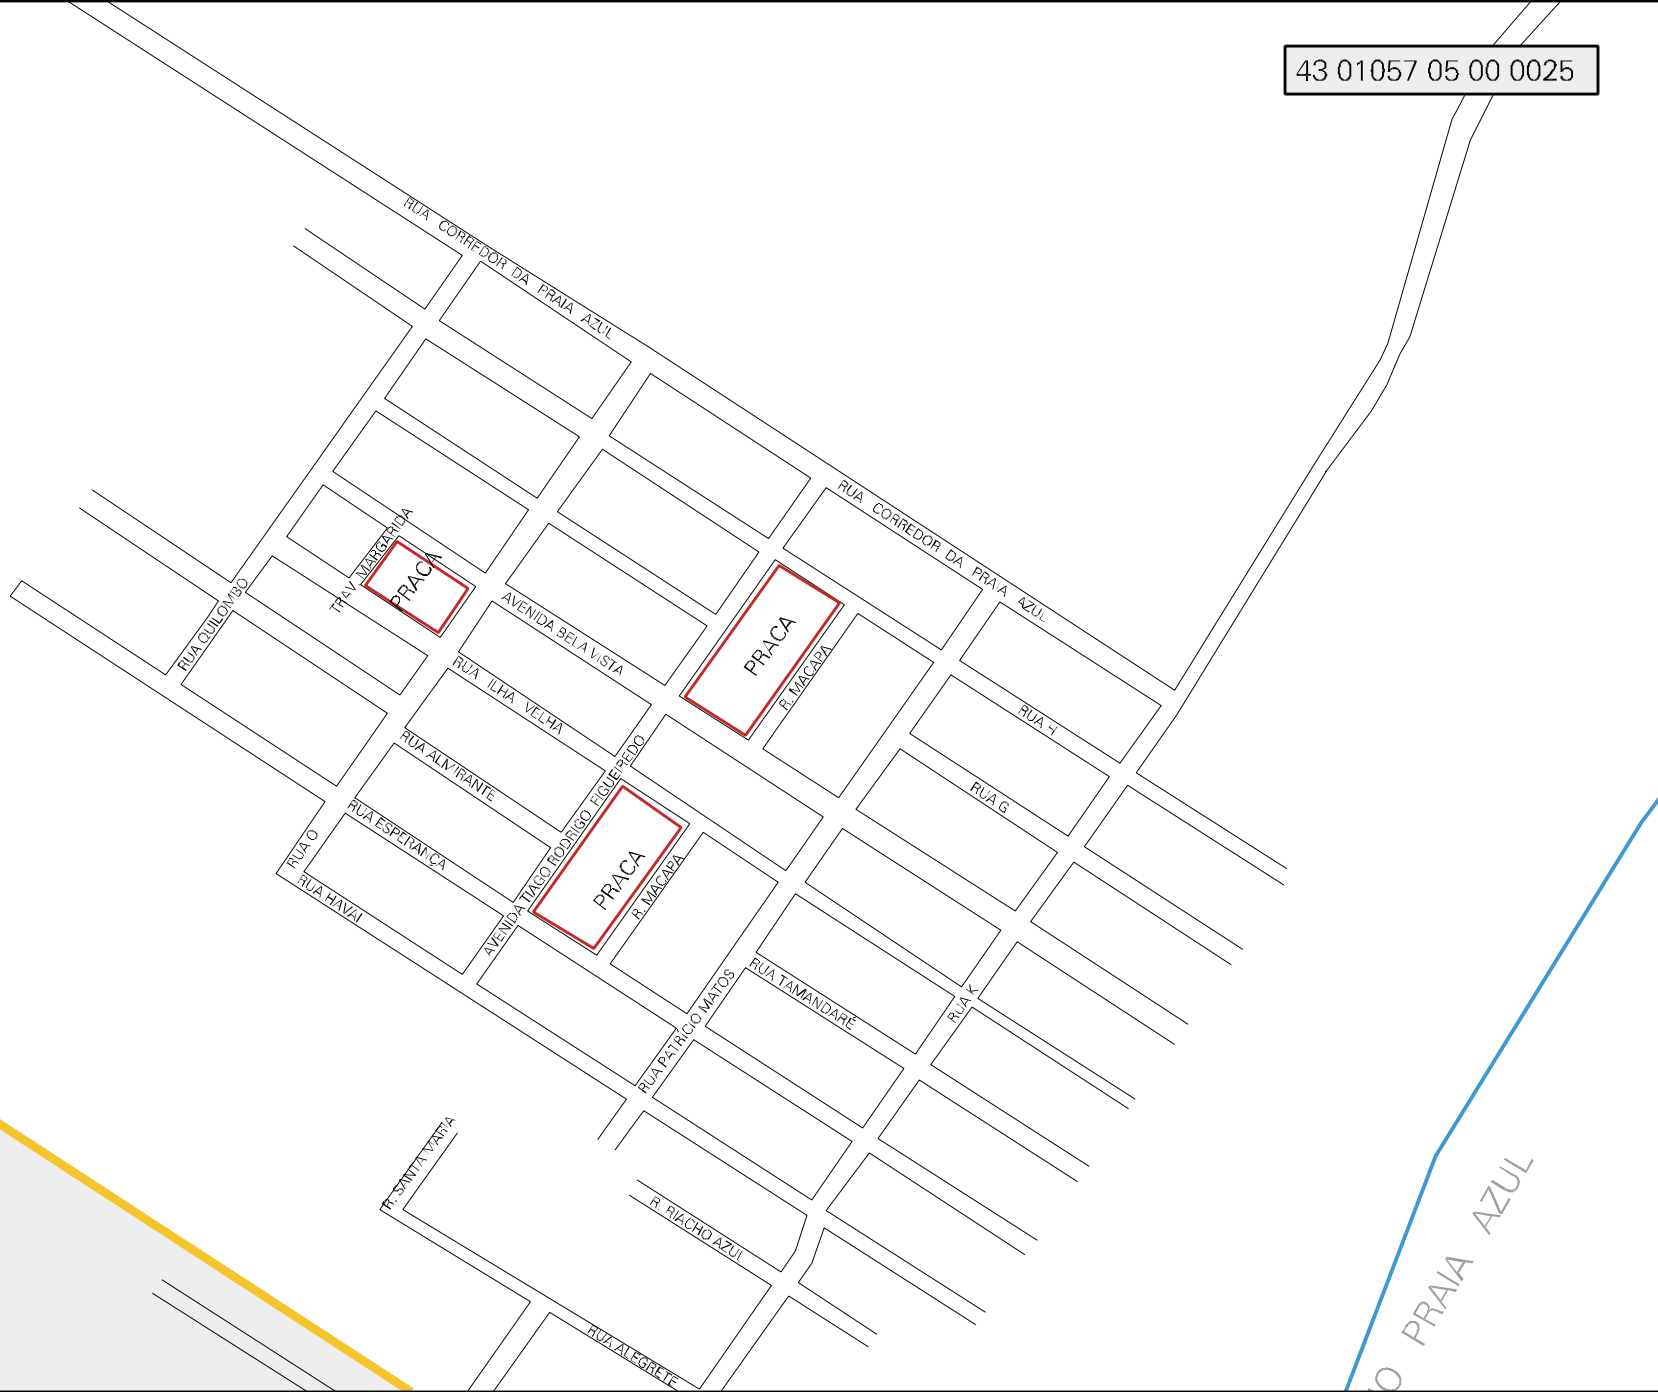 43 01057 05 00 0025
RUA CORREDOR DA PRAIA AZUL
RUA CORREDOR DA PRAIA AZUL
TRAV. MARGARIDA
PRACA
RUA QUILOMBO
AVENIDA BELA VISTA
PRACA
R. MACAPA
RUA ILHA VELHA
RUA H
RUA ALMIRANTE
RUA G
AVENIDA TIAGO RODRIGO FIGUEIREDO
RUA ESPERANÇA
RUA O
PRACA
R. MACAPA
RUA HAVAI
RUA TAMANDARÉ
RUA K
RUA PATRICIO MATOS
R. SANTA MARIA
R. RIACHO AZUL
RUA ALEGRETE
PRAIA AZUL